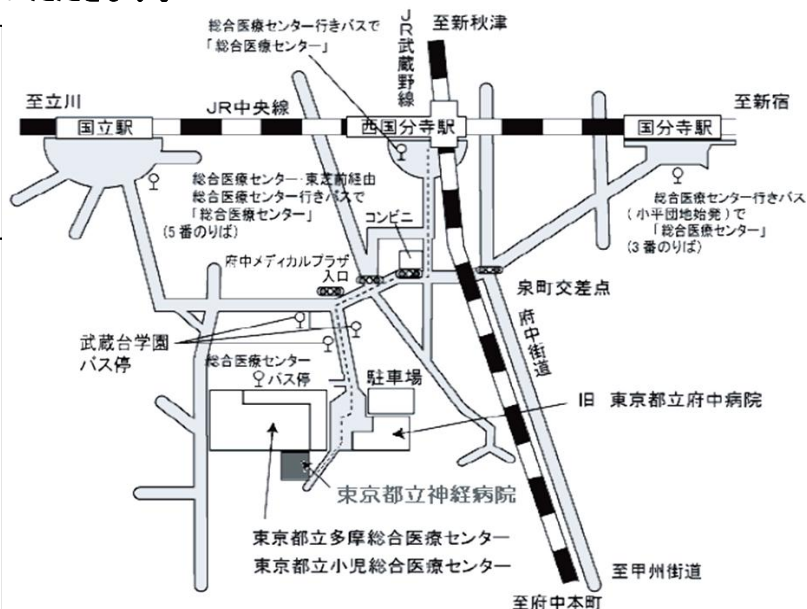 総合医療センター行きバスで
「総合医療センター」
JR武蔵野線
至新秋津
至立川
JR中央線
至新宿
国立駅
西国分寺駅
国分寺駅
総合医療センター・東芝前経由
総合医療センター行きバスで
「総合医療センター」
(5番のりば)
コンビニ
総合医療センター行きバス
(小平団地始発)で
「総合医療センター」
(3番のりば)
府中メディカルプラザ
入口
泉町交差点
府中街道
武蔵台学園
バス停
総合医療センター
バス停
駐車場
旧 東京都立府中病院
東京都立神経病院
東京都立多摩総合医療センター
東京都立小児総合医療センター
至甲州街道
至府中本町